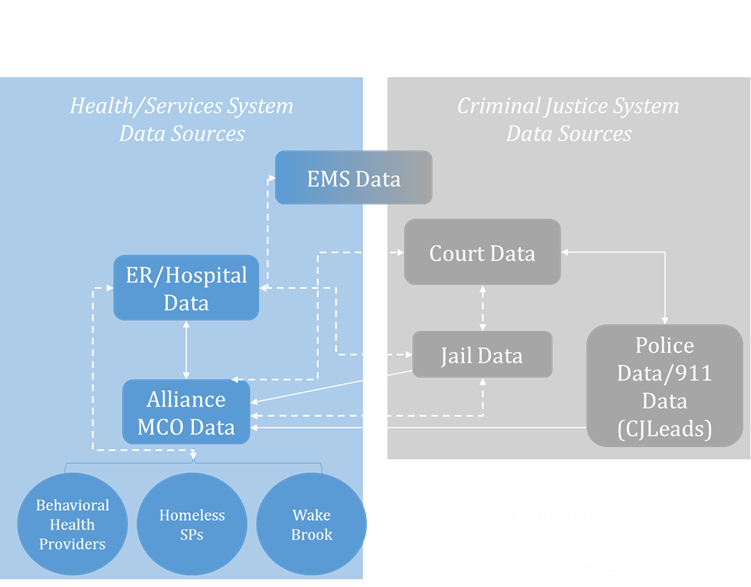 Health/Services System
Data Sources
Criminal Justice System
Data Sources
EMS Data
Court Data
ER/Hospital
Data
Jail Data
Police
Data/911
Data
(CJLeads)
Alliance
MCO Data
Behavioral
Health
Providers
Homeless
SPs
Wake
Brook